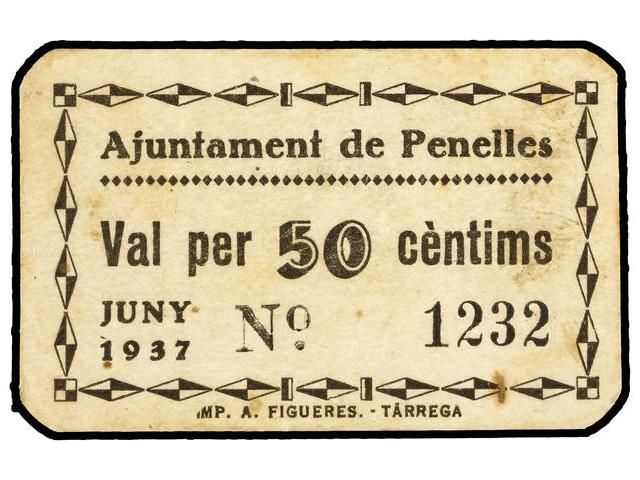 Ajuntament de Penelles
Val per 50 cèntims
JUNY
1937
Nº 1232
IMP. A. FIGUERES. - TÀRREGA